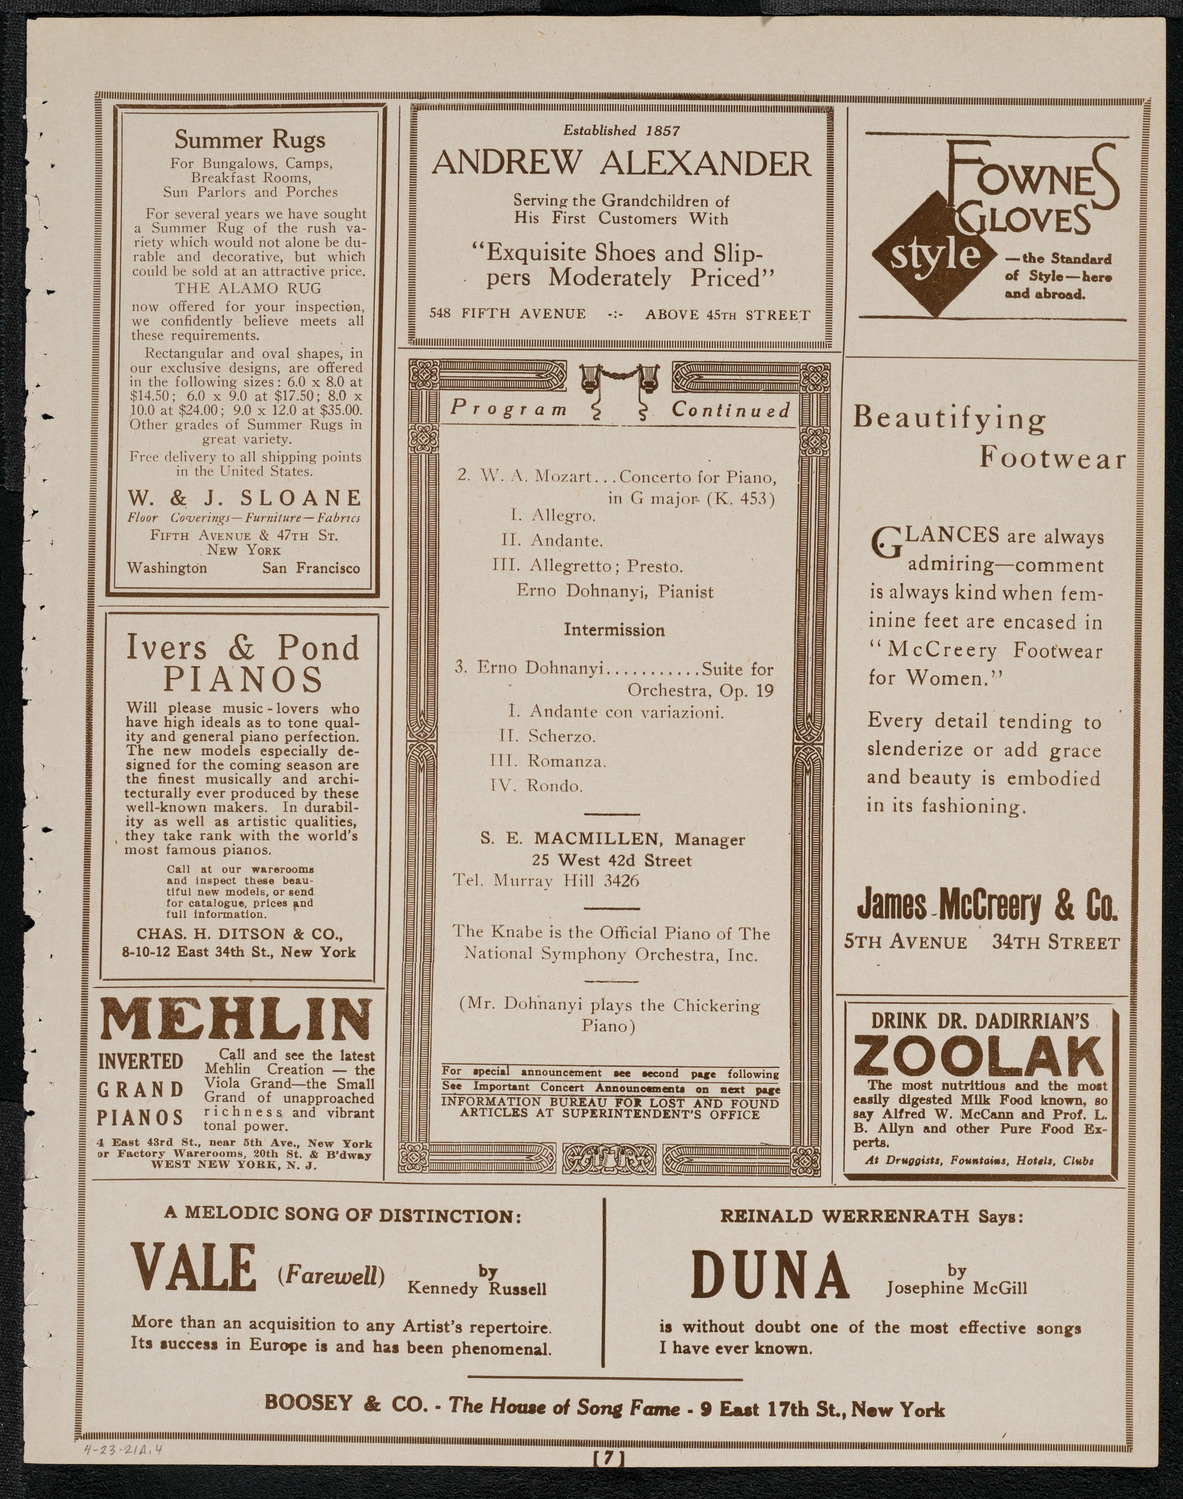 Summer Rugs
For Bungalows, Camps,
Breakfast Rooms,
Sun Parlors and Porches
For several years we have sought
a Summer Rug of the rush va-
riety which would not alone be du-
rable and decorative, but which
could be sold at an attractive price.
THE ALAMO RUG
now offered for your inspection,
we confidently believe meets all
these requirements.
Rectangular and oval shapes, in
our exclusive designs, are offered
in the following sizes: 6.0 x 8.0 at
$14.50; 6.0 x 9.0 at $17.50; 8.0 x
10.0 at $24.00; 9.0 x 12.0 at $35.00.
Other grades of Summer Rugs in
great variety.
Free delivery to all shipping points
in the United States.
W. & J. SLOANE
Floor Coverings—Furniture—Fabrics
FIFTH AVENUE & 47TH ST.
NEW YORK
Washington San Francisco
Ivers & Pond
PIANOS
Will please music-lovers who
have high ideals as to tone qual-
ity and general piano perfection.
The new models especially de-
signed for the coming season are
the finest musically and archi-
tecturally ever produced by these
well-known makers. In durabil-
ity as well as artistic qualities,
they take rank with the world's
most famous pianos.
Call at our warerooms
and inspect these beau-
tiful new models, or send
for catalogue, prices and
full information.
CHAS. H. DITSON & CO.,
8-10-12 East 34th St., New York
MEHLIN
INVERTED
GRAND
PIANOS
Call and see the latest
Mehlin Creation — the
Viola Grand—the Small
Grand of unapproached
richness and vibrant
tonal power.
4 East 43rd St., near 5th Ave., New York
or Factory Warerooms, 20th St. & B'dway
WEST NEW YORK, N. J.
Established 1857
ANDREW ALEXANDER
Serving the Grandchildren of
His First Customers With
"Exquisite Shoes and Slip-
pers Moderately Priced"
548 FIFTH AVENUE -:- ABOVE 45TH STREET
Program Continued
2. W. A. Mozart...Concerto for Piano,
in G major (K. 453)
I. Allegro.
II. Andante.
III. Allegretto; Presto.
Erno Dohnanyi, Pianist
Intermission
3. Erno Dohnanyi...........Suite for
Orchestra, Op. 19
I. Andante con variazioni.
II. Scherzo.
III. Romanza.
IV. Rondo.
S. E. MACMILLEN, Manager
25 West 42d Street
Tel. Murray Hill 3426
The Knabe is the Official Piano of The
National Symphony Orchestra, Inc.
(Mr. Dohnanyi plays the Chickering
Piano)
For special announcement see second page following
See Important Concert Announcements on next page
INFORMATION BUREAU FOR LOST AND FOUND
ARTICLES AT SUPERINTENDENT'S OFFICE
FOWNES
GLOVES
style
—the Standard
of Style—here
and abroad.
Beautifying
Footwear
GLANCES are always
admiring—comment
is always kind when fem-
inine feet are encased in
"McCreery Footwear
for Women."
Every detail tending to
slenderize or add grace
and beauty is embodied
in its fashioning.
James McCreery & Co.
5TH AVENUE 34TH STREET
DRINK DR. DADIRRIAN'S
ZOOLAK
The most nutritious and the most
easily digested Milk Food known, so
say Alfred W. McCann and Prof. L.
B. Allyn and other Pure Food Ex-
perts.
At Druggists, Fountains, Hotels, Clubs
A MELODIC SONG OF DISTINCTION:
VALE (Farewell) by
Kennedy Russell
More than an acquisition to any Artist's repertoire.
Its success in Europe is and has been phenomenal.
REINALD WERRENRATH Says:
DUNA by
Josephine McGill
is without doubt one of the most effective songs
I have ever known.
BOOSEY & CO. - The House of Song Fame - 9 East 17th St., New York
4-23-21A.4
[7]